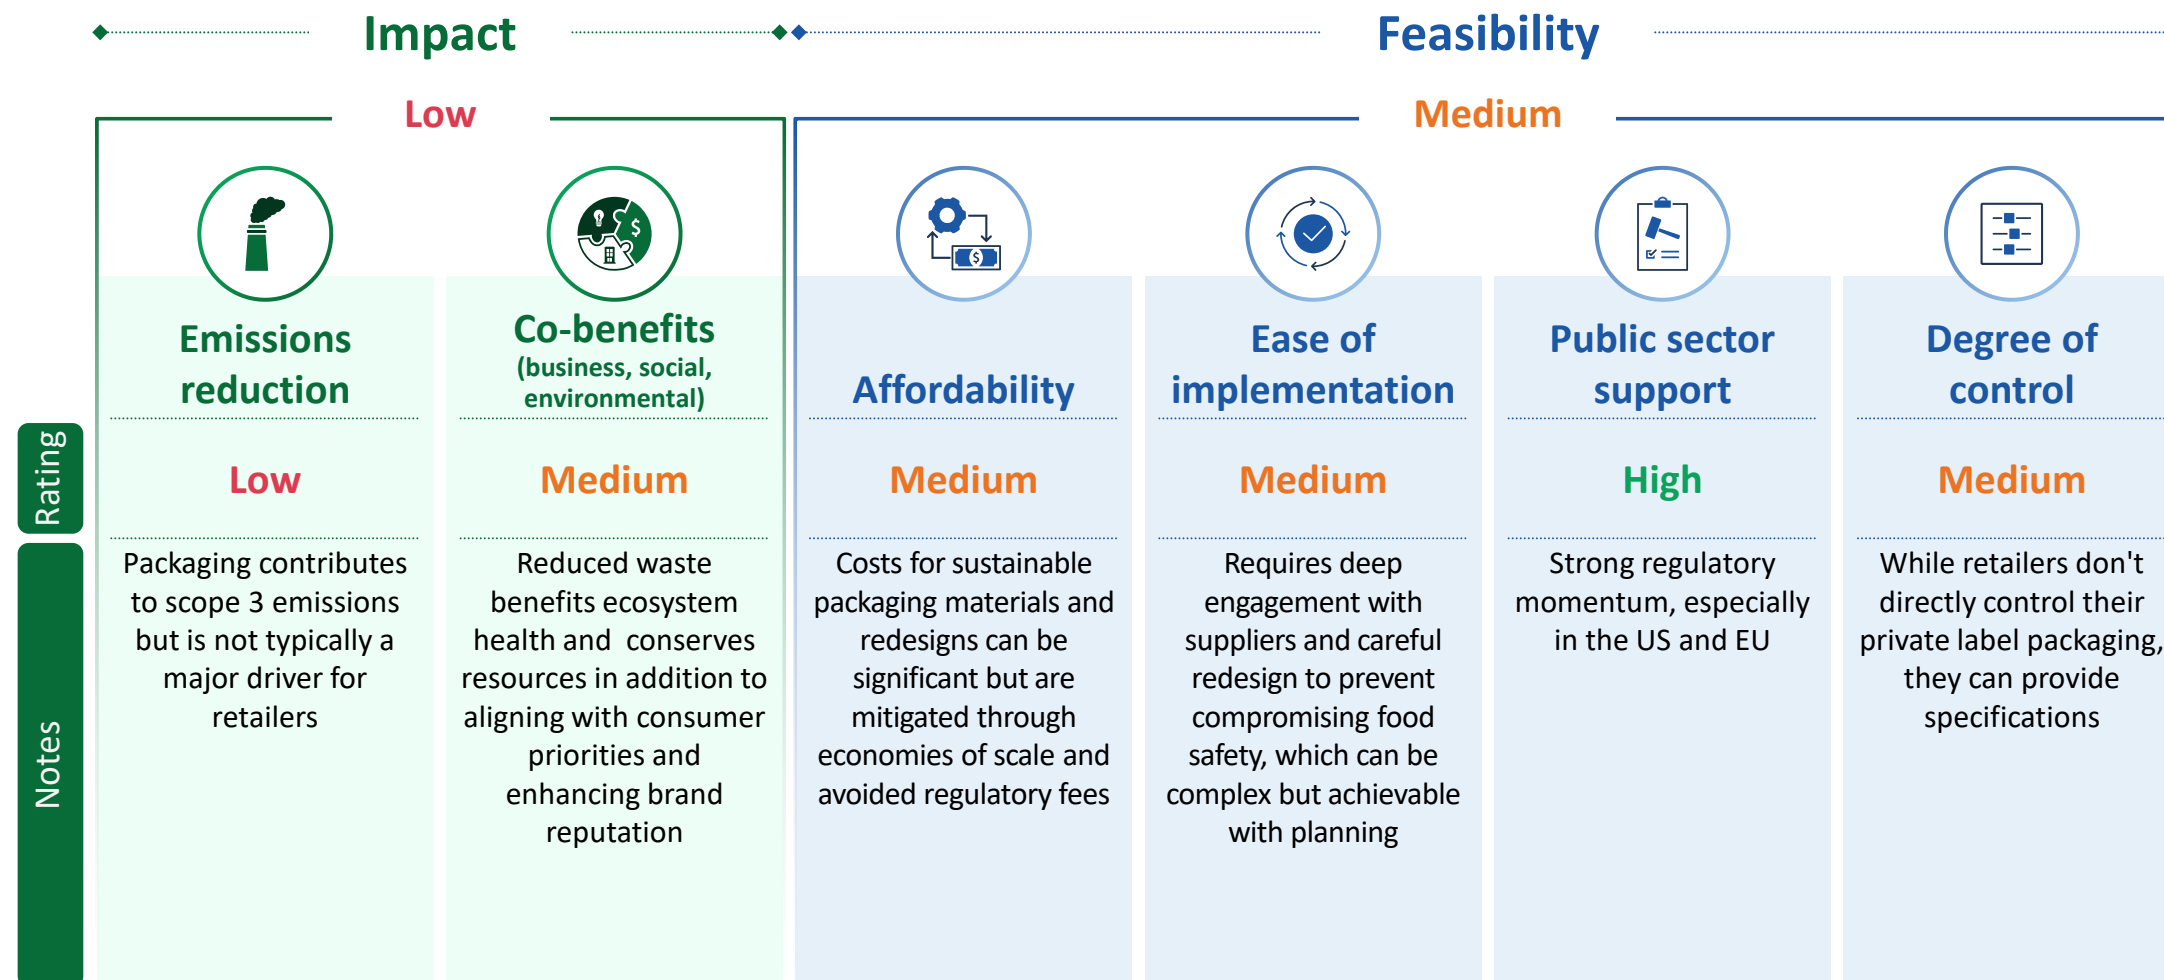 Impact
Feasibility
Low
Medium
Emissions
reduction
Co-benefits
(business, social,
environmental)
Affordability
Ease of
implementation
Public sector
support
Degree of
control
Rating
Low
Medium
Medium
Medium
High
Medium
Notes
Packaging contributes
to scope 3 emissions
but is not typically a
major driver for
retailers
Reduced waste
benefits ecosystem
health and  conserves
resources in addition to
aligning with consumer
priorities and
enhancing brand
reputation
Costs for sustainable
packaging materials and
redesigns can be
significant but are
mitigated through
economies of scale and
avoided regulatory fees
Requires deep
engagement with
suppliers and careful
redesign to prevent
compromising food
safety, which can be
complex but achievable
with planning
Strong regulatory
momentum, especially
in the US and EU
While retailers don't
directly control their
private label packaging,
they can provide
specifications